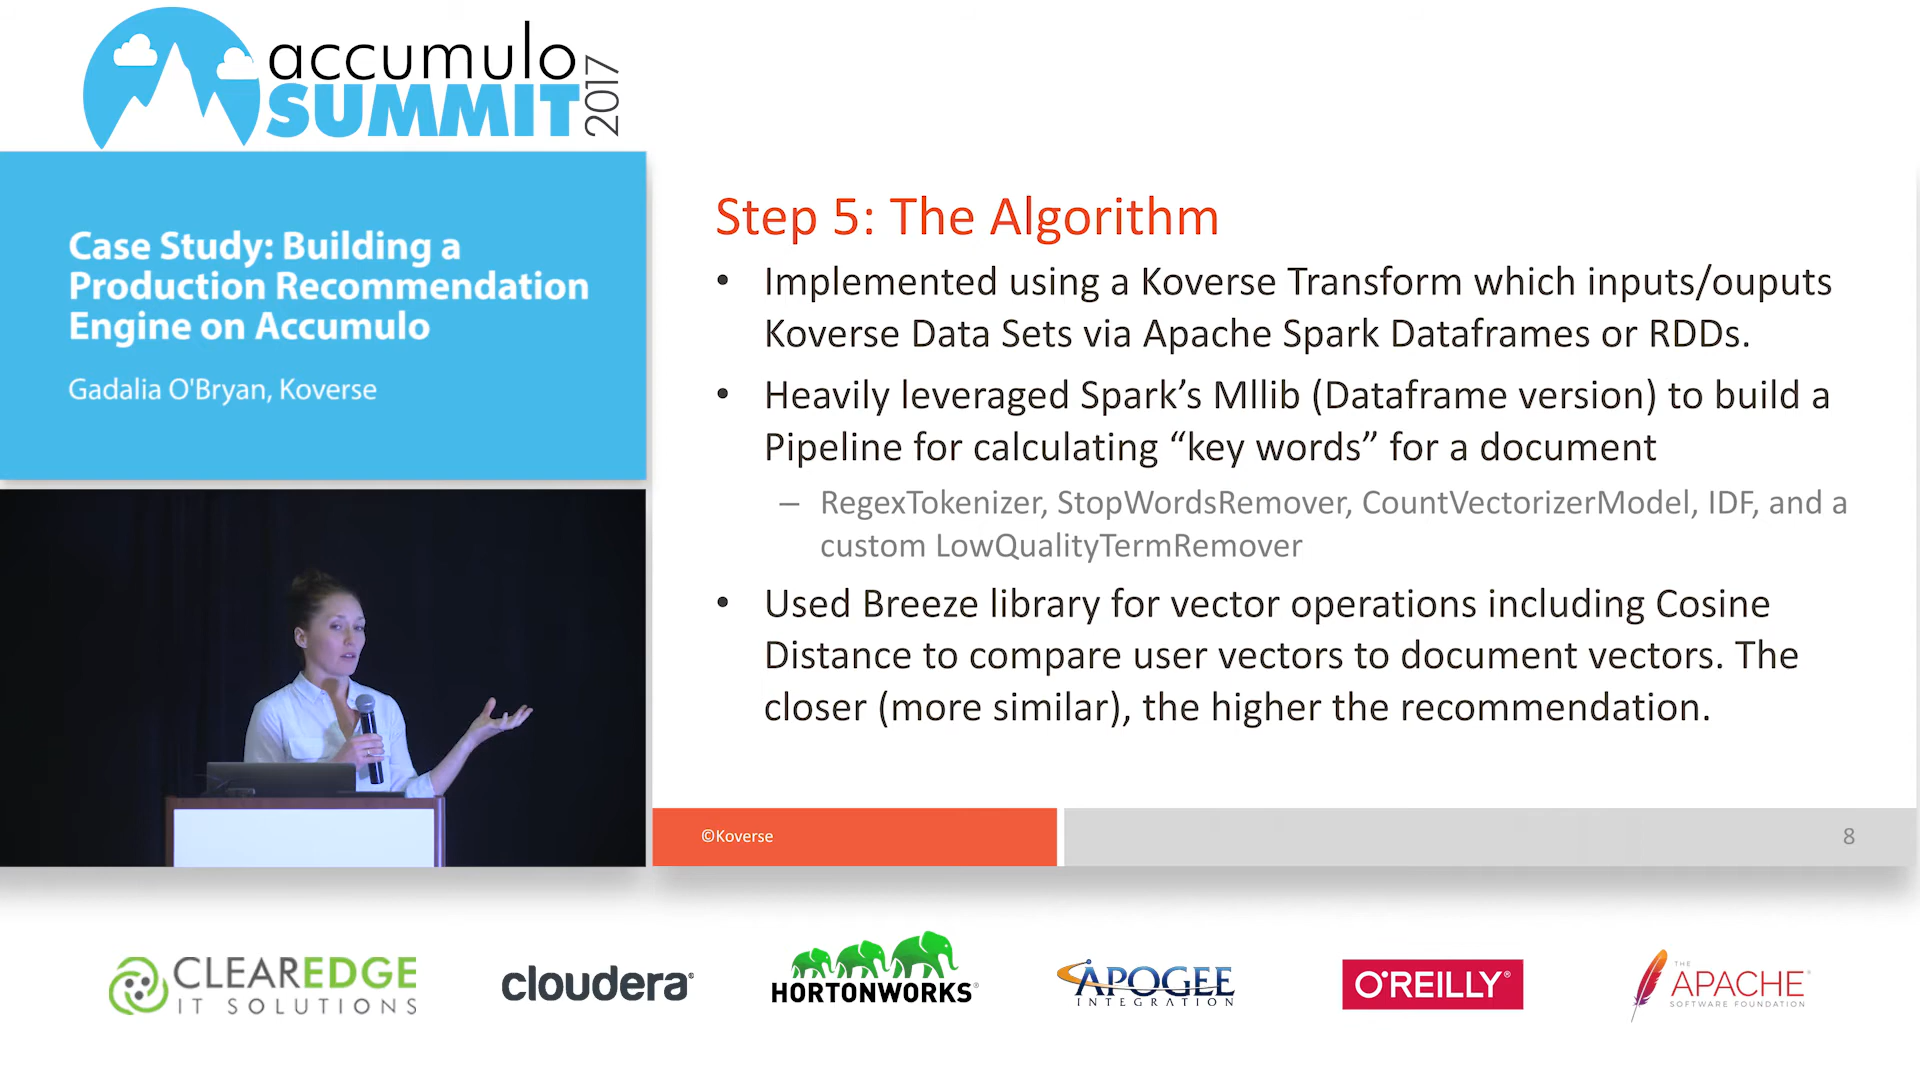 accumulo
SUMMIT
2017
Case Study: Building a
Production Recommendation
Engine on Accumulo
Gadalia O'Bryan, Koverse
Step 5: The Algorithm
• Implemented using a Koverse Transform which inputs/ouputs
Koverse Data Sets via Apache Spark Dataframes or RDDs.
• Heavily leveraged Spark’s Mllib (Dataframe version) to build a
Pipeline for calculating “key words” for a document
– RegexTokenizer, StopWordsRemover, CountVectorizerModel, IDF, and a
custom LowQualityTermRemover
• Used Breeze library for vector operations including Cosine
Distance to compare user vectors to document vectors. The
closer (more similar), the higher the recommendation.
©Koverse
8
CLEAREDGE
IT SOLUTIONS
cloudera®
HORTONWORKS®
APOGEE
INTEGRATION
O'REILLY®
THE
APACHE®
SOFTWARE FOUNDATION